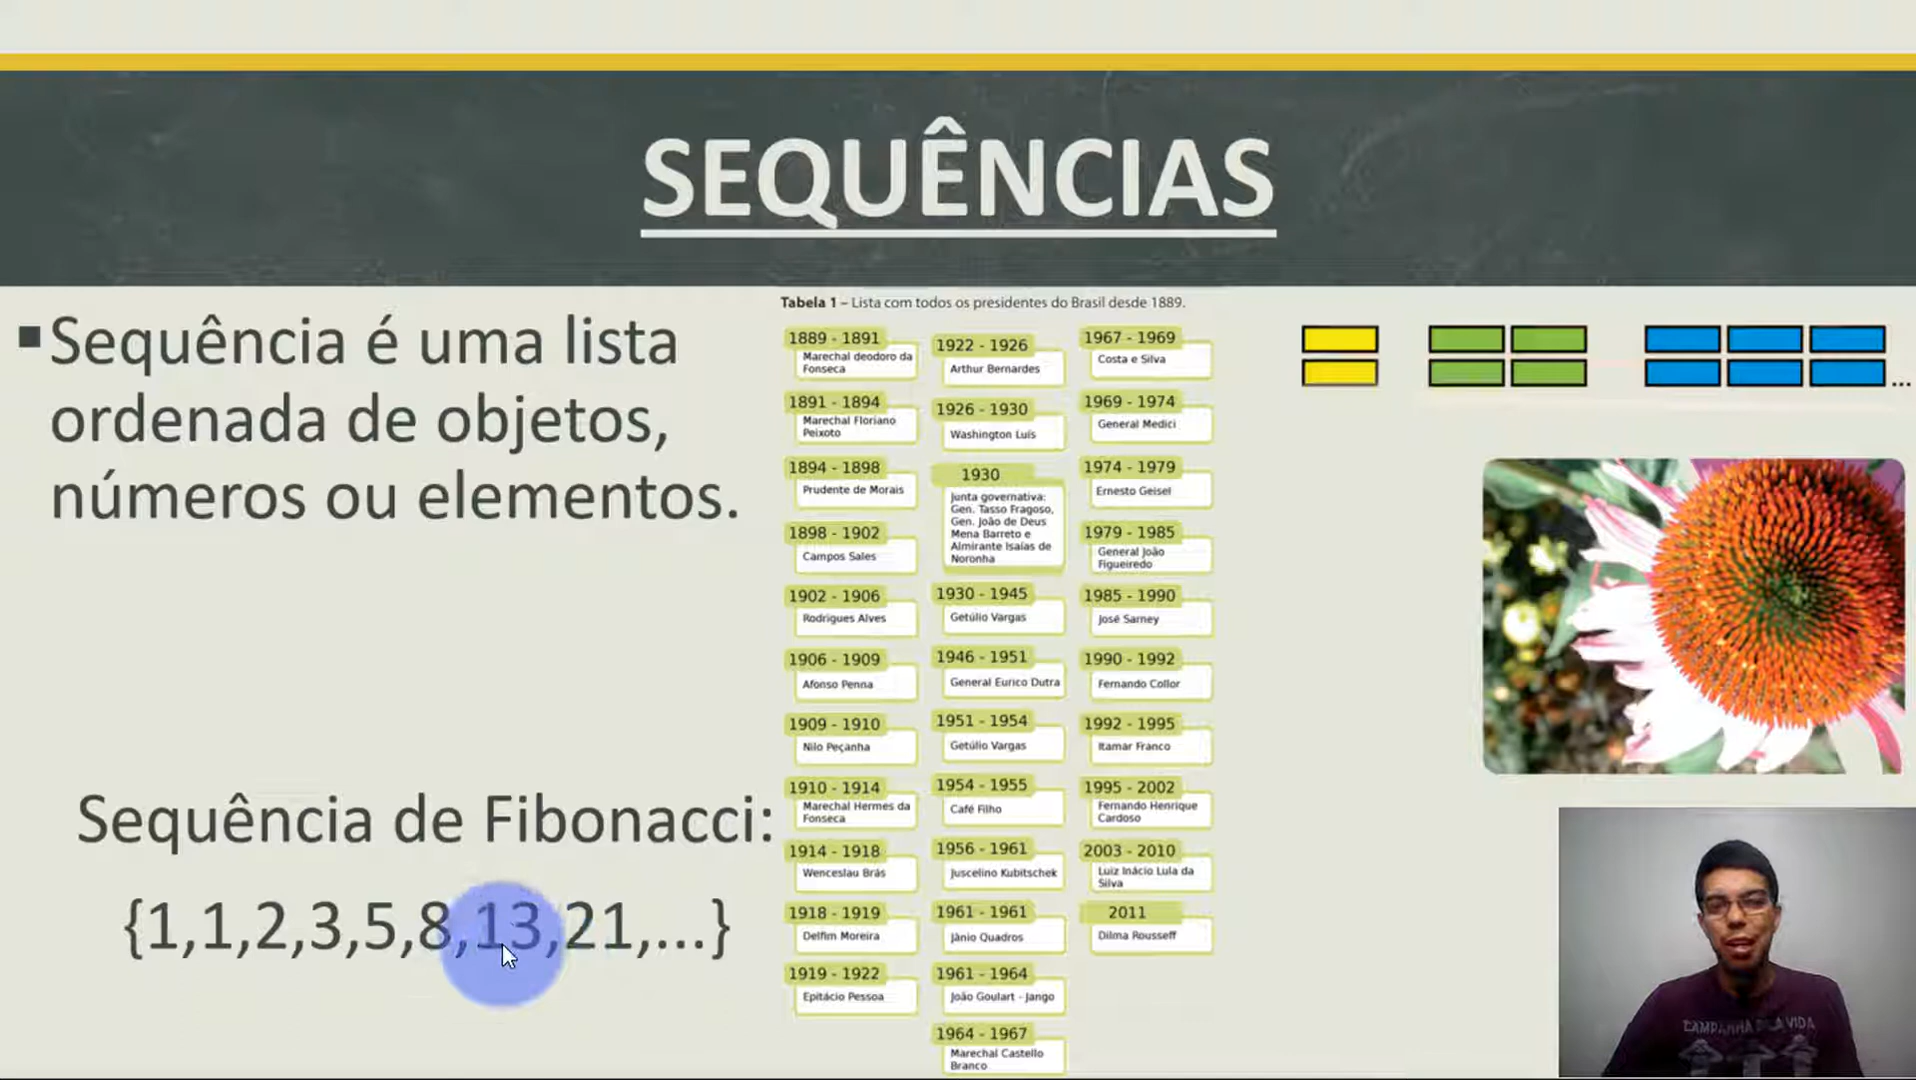 SEQUÊNCIAS
▪Sequência é uma lista
ordenada de objetos,
números ou elementos.
Sequência de Fibonacci:
{1,1,2,3,5,8,13,21,...}
Tabela 1 – Lista com todos os presidentes do Brasil desde 1889.
1889 - 1891
Marechal deodoro da
Fonseca
1891 - 1894
Marechal Floriano
Peixoto
1894 - 1898
Prudente de Morais
1898 - 1902
Campos Sales
1902 - 1906
Rodrigues Alves
1906 - 1909
Afonso Penna
1909 - 1910
Nilo Peçanha
1910 - 1914
Marechal Hermes da
Fonseca
1914 - 1918
Wenceslau Brás
1918 - 1919
Delfim Moreira
1919 - 1922
Epitácio Pessoa
1922 - 1926
Arthur Bernardes
1926 - 1930
Washington Luís
1930
Junta governativa:
Gen. Tasso Fragoso,
Gen. João de Deus
Mena Barreto e
Almirante Isaías de
Noronha
1930 - 1945
Getúlio Vargas
1946 - 1951
General Eurico Dutra
1951 - 1954
Getúlio Vargas
1954 - 1955
Café Filho
1956 - 1961
Juscelino Kubitschek
1961 - 1961
Jânio Quadros
1961 - 1964
João Goulart - Jango
1964 - 1967
Marechal Castello
Branco
1967 - 1969
Costa e Silva
1969 - 1974
General Medici
1974 - 1979
Ernesto Geisel
1979 - 1985
General João
Figueiredo
1985 - 1990
José Sarney
1990 - 1992
Fernando Collor
1992 - 1995
Itamar Franco
1995 - 2002
Fernando Henrique
Cardoso
2003 - 2010
Luiz Inácio Lula da
Silva
2011
Dilma Rousseff
...
CAMPANHA PELA VIDA